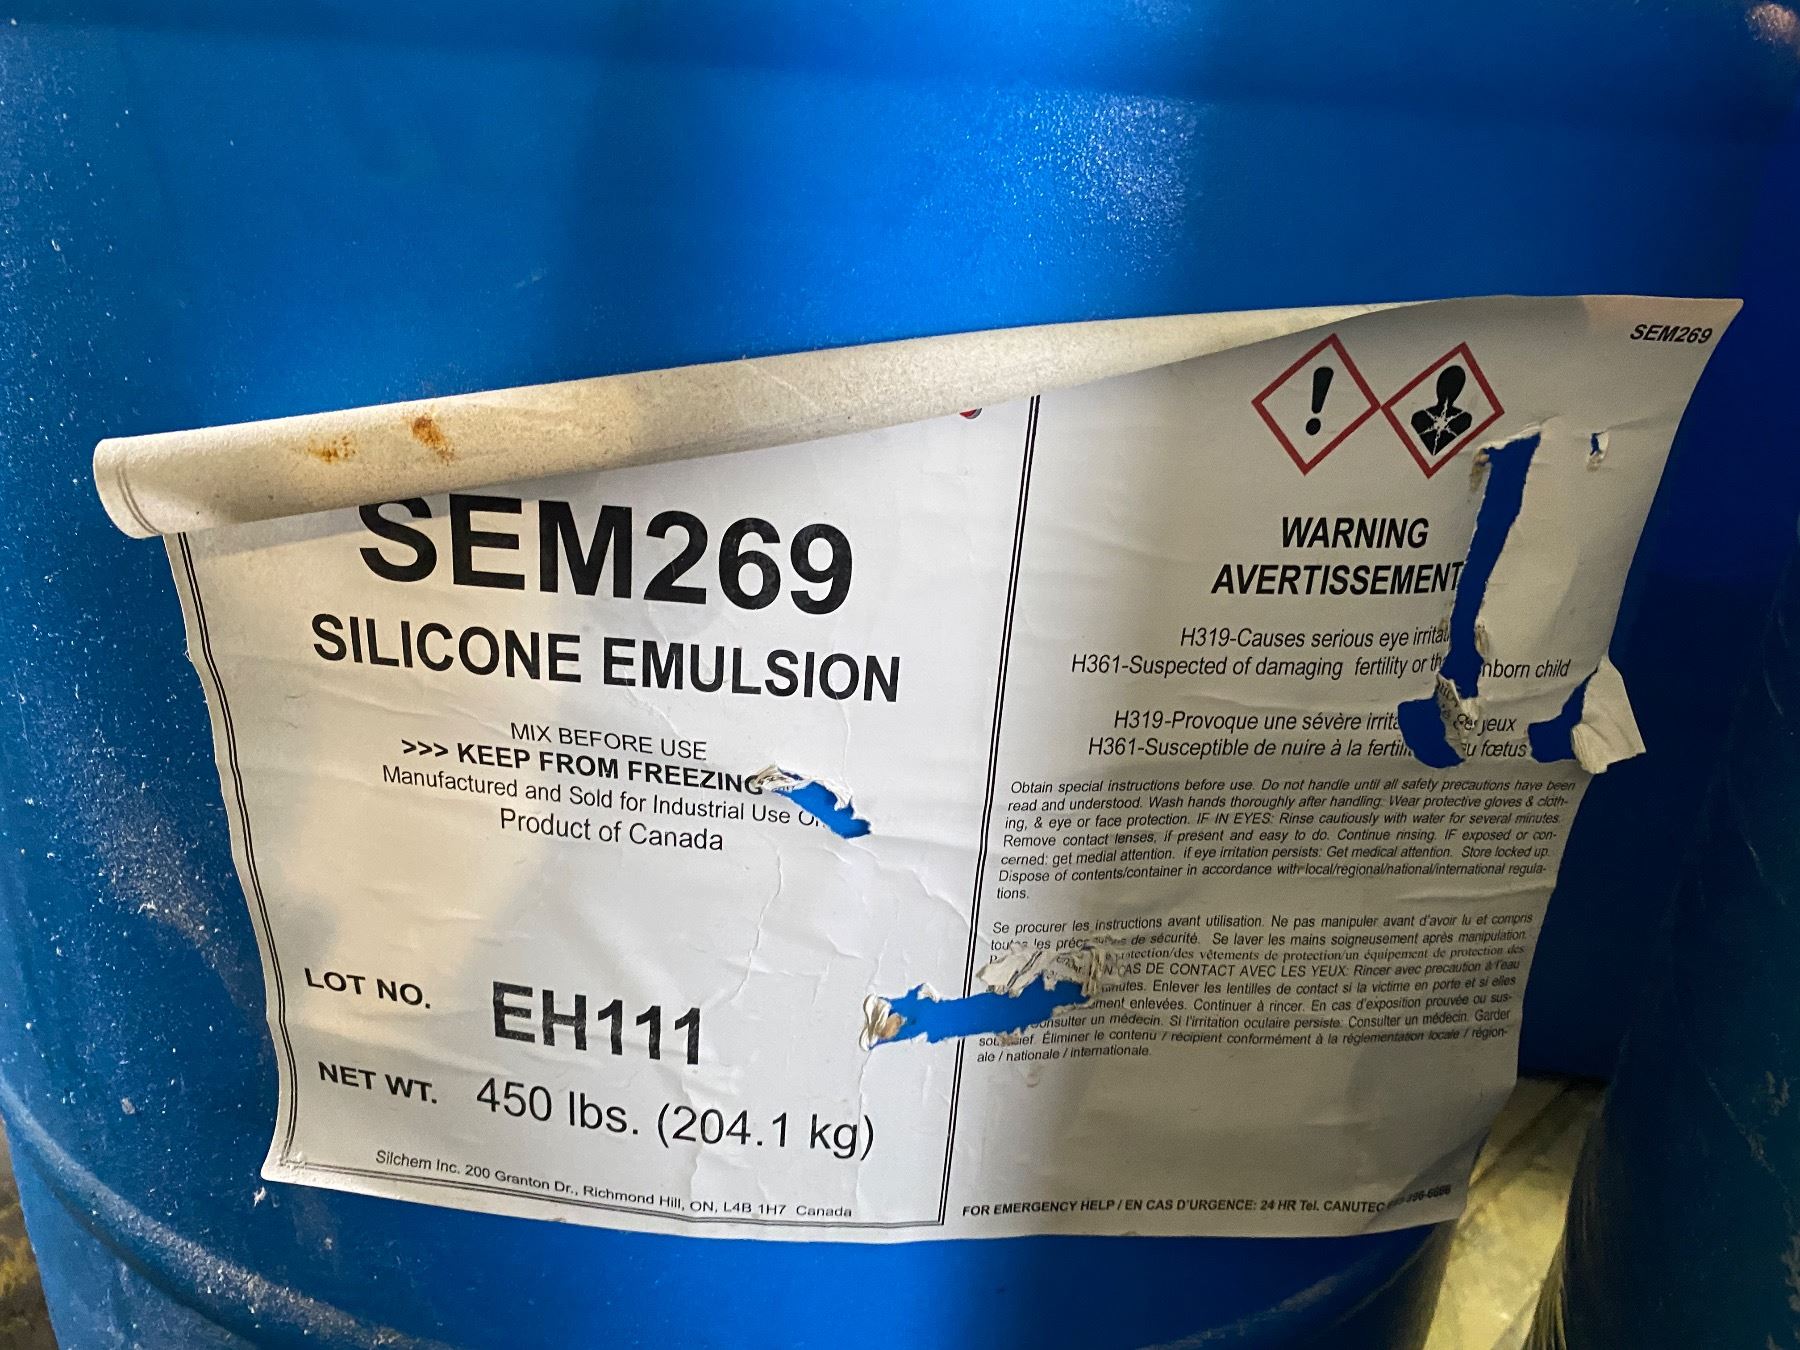 SEM269
SILICONE EMULSION
MIX BEFORE USE
>>> KEEP FROM FREEZING
Manufactured and Sold for Industrial Use
Product of Canada
LOT NO. EH111
NET WT. 450 lbs. (204.1 kg)
Silchem Inc. 200 Granton Dr., Richmond Hill, ON, L4B 1H7 Canada
SEM269
WARNING
AVERTISSEMENT
H319-Causes serious eye
H361-Suspected of damaging fertility or child
H319-Provoque une sévère yeux
H361-Susceptible de nuire à la fœtus
Obtain special instructions before use. Do not handle until all safety precautions have been
read and understood. Wash hands thoroughly after handling. Wear protective gloves & cloth-
ing, & eye or face protection. IF IN EYES: Rinse cautiously with water for several minutes.
Remove contact lenses, if present and easy to do. Continue rinsing. IF exposed or con-
cerned: get medial attention. if eye irritation persists: Get medical attention. Store locked up.
Dispose of contents/container in accordance with local/regional/national/international regula-
tions.
Se procurer les instructions avant utilisation. Ne pas manipuler avant d'avoir lu et compris
les de sécurité. Se laver les mains soigneusement après manipulation.
vêtements de protection/un équipement de protection des
CAS DE CONTACT AVEC LES YEUX: Rincer avec precaution à l'eau
Enlever les lentilles de contact si la victime en porte et si elles
enlevées. Continuer à rincer. En cas d'exposition prouvée ou sus-
un médecin. Si l'irritation oculaire persiste: Consulter un médecin. Garder
Éliminer le contenu / récipient conformément à la réglementation locale / région-
ale / nationale / internationale.
FOR EMERGENCY HELP / EN CAS D'URGENCE: 24 HR Tel. CANUTEC